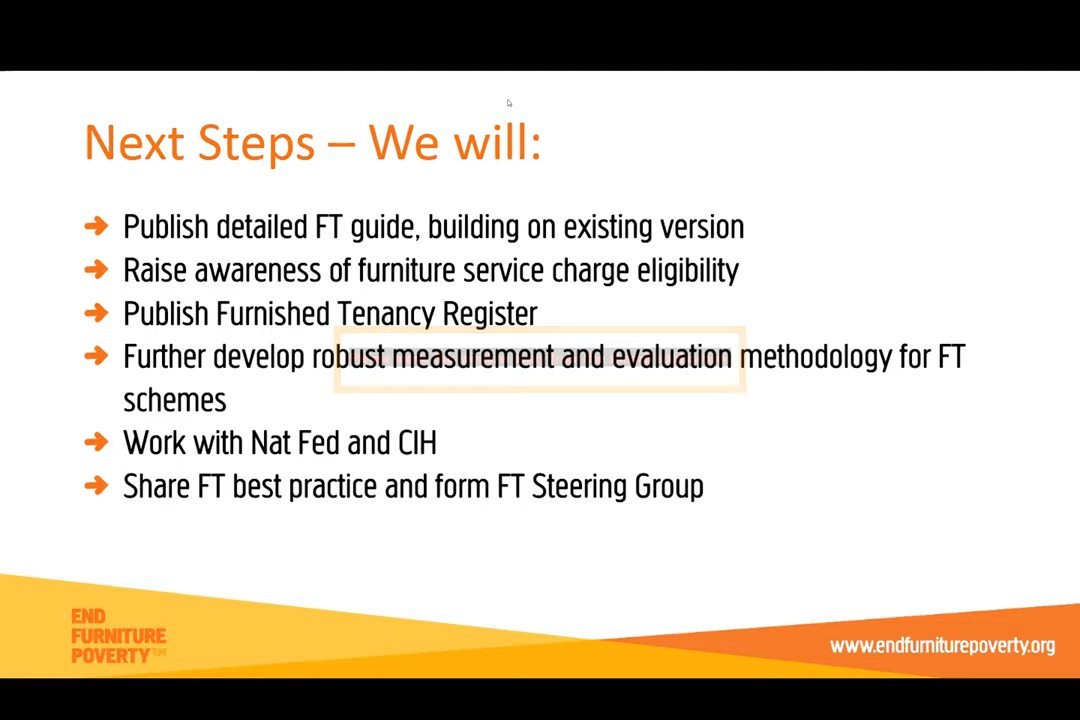 Next Steps – We will:
Publish detailed FT guide, building on existing version
Raise awareness of furniture service charge eligibility
Publish Furnished Tenancy Register
Further develop robust measurement and evaluation methodology for FT
schemes
Work with Nat Fed and CIH
Share FT best practice and form FT Steering Group
END
FURNITURE
POVERTY™
www.endfurniturepoverty.org